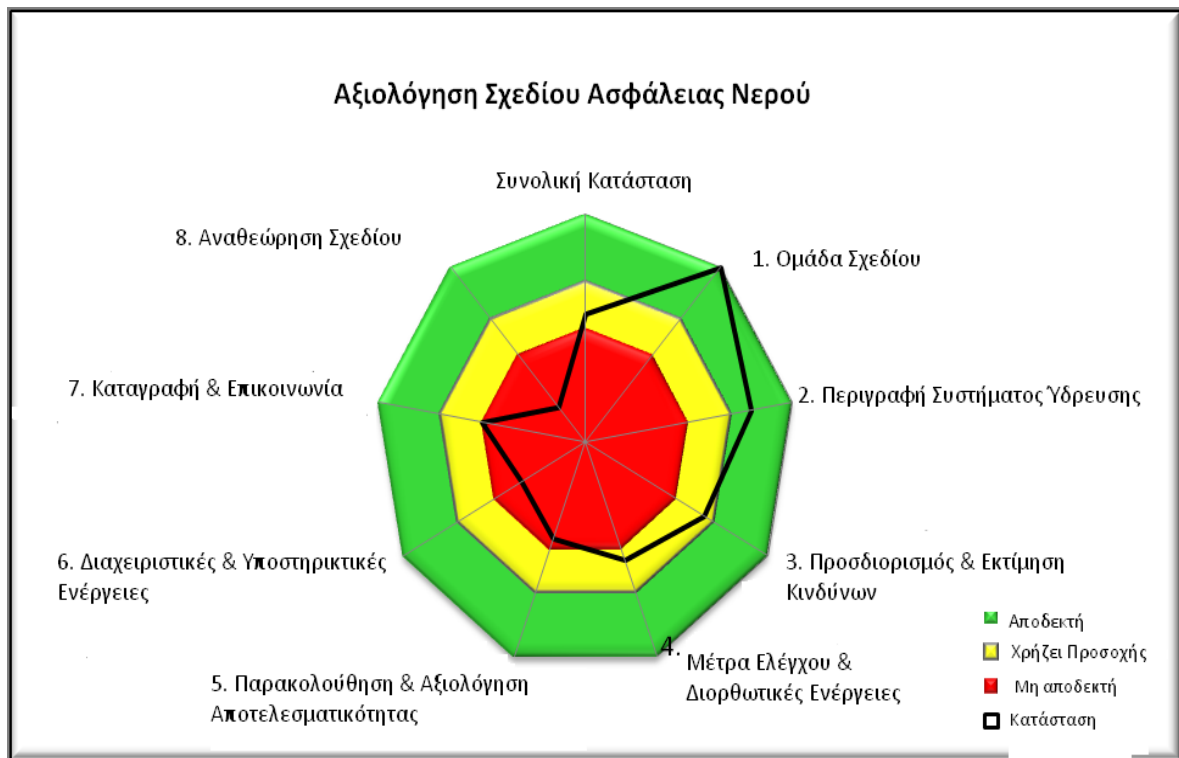 Αξιολόγηση Σχεδίου Ασφάλειας Νερού
Συνολική Κατάσταση
1. Ομάδα Σχεδίου
2. Περιγραφή Συστήματος Ύδρευσης
3. Προσδιορισμός & Εκτίμηση
Κινδύνων
4.
Μέτρα Ελέγχου &
Διορθωτικές Ενέργειες
5. Παρακολούθηση & Αξιολόγηση
Αποτελεσματικότητας
6. Διαχειριστικές & Υποστηρικτικές
Ενέργειες
7. Καταγραφή & Επικοινωνία
8. Αναθεώρηση Σχεδίου
Αποδεκτή
Χρήζει Προσοχής
Μη αποδεκτή
Κατάσταση